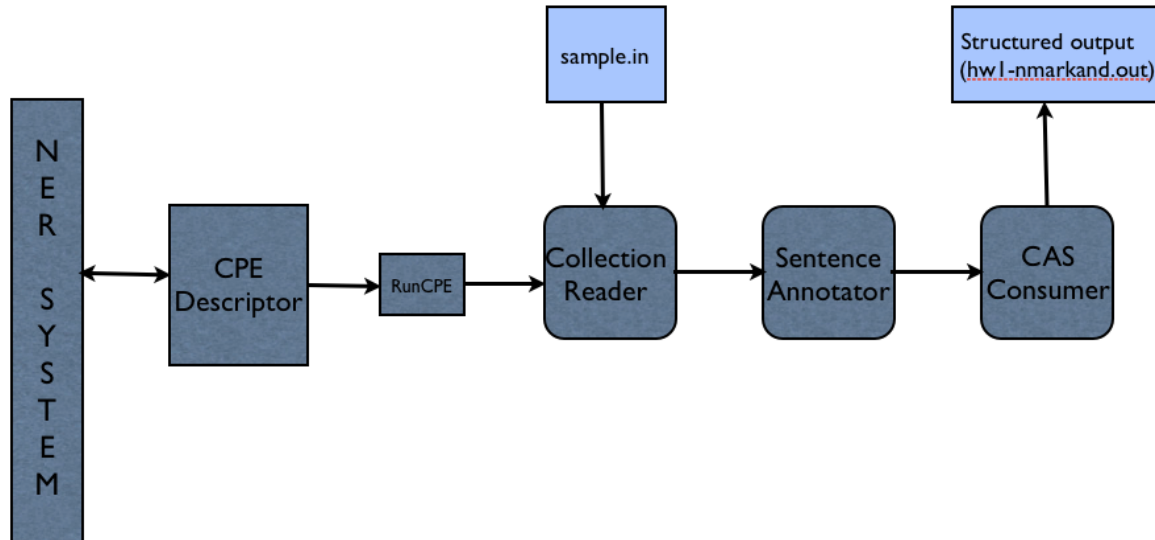 sample.in
Structured output
(hw1-nmarkand.out)
N
E
R
S
Y
S
T
E
M
CPE
Descriptor
RunCPE
Collection
Reader
Sentence
Annotator
CAS
Consumer